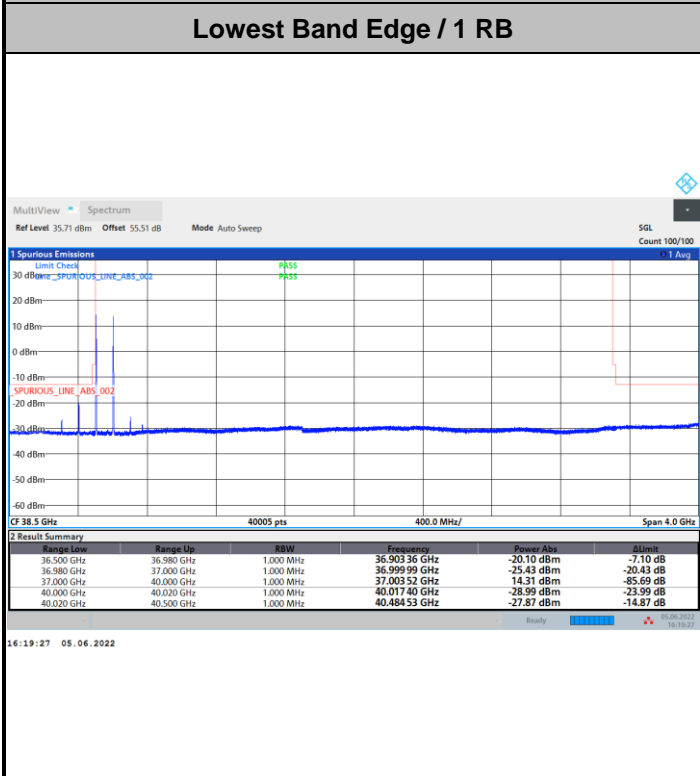 Lowest Band Edge / 1 RB
MultiView Spectrum
Ref Level 35.71 dBm Offset 55.51 dB Mode Auto Sweep SGL
Count 100/100
1 Spurious Emissions 1 Avg
Limit Check PASS
30 dBm Line _SPURIOUS_LINE_ABS_002 PASS
20 dBm
10 dBm
0 dBm
-10 dBm
_SPURIOUS_LINE_ABS_002
-20 dBm
-30 dBm
-40 dBm
-50 dBm
-60 dBm
CF 38.5 GHz 40005 pts 400.0 MHz/ Span 4.0 GHz
2 Result Summary
Range Low Range Up RBW Frequency Power Abs ΔLimit
36.500 GHz 36.980 GHz 1.000 MHz 36.903 36 GHz -20.10 dBm -7.10 dB
36.980 GHz 37.000 GHz 1.000 MHz 36.999 99 GHz -25.43 dBm -20.43 dB
37.000 GHz 40.000 GHz 1.000 MHz 37.003 52 GHz 14.31 dBm -85.69 dB
40.000 GHz 40.020 GHz 1.000 MHz 40.017 40 GHz -28.99 dBm -23.99 dB
40.020 GHz 40.500 GHz 1.000 MHz 40.484 53 GHz -27.87 dBm -14.87 dB
Ready 05.06.2022
16:19:27
16:19:27 05.06.2022